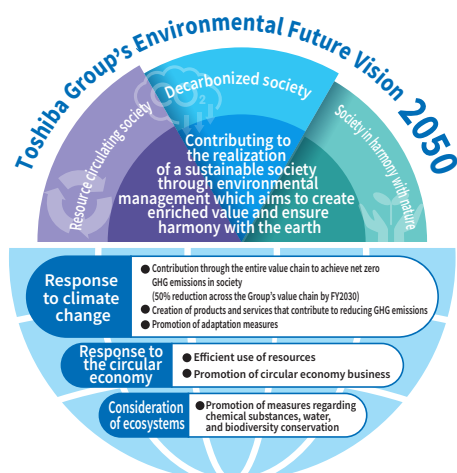 Toshiba Group's Environmental Future Vision 2050
Resource circulating society
Decarbonized society
Society in harmony with nature
CO2
Contributing to
the realization
of a sustainable society
through environmental
management which aims to create
enriched value and ensure
harmony with the earth
Response
to climate
change
● Contribution through the entire value chain to achieve net zero
GHG emissions in society
(50% reduction across the Group's value chain by FY2030)
● Creation of products and services that contribute to reducing GHG emissions
● Promotion of adaptation measures
Response to
the circular
economy
● Efficient use of resources
● Promotion of circular economy business
Consideration
of ecosystems
● Promotion of measures regarding
chemical substances, water,
and biodiversity conservation